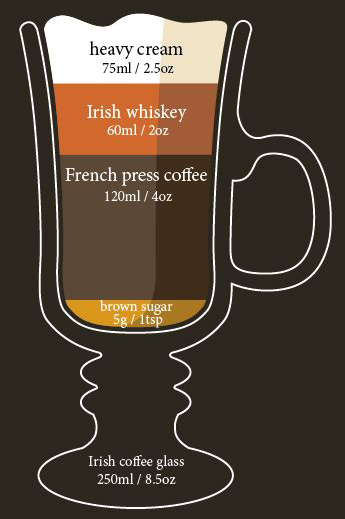 heavy cream
75ml / 2.5oz
Irish whiskey
60ml / 2oz
French press coffee
120ml / 4oz
brown sugar
5g / 1tsp
Irish coffee glass
250ml / 8.5oz